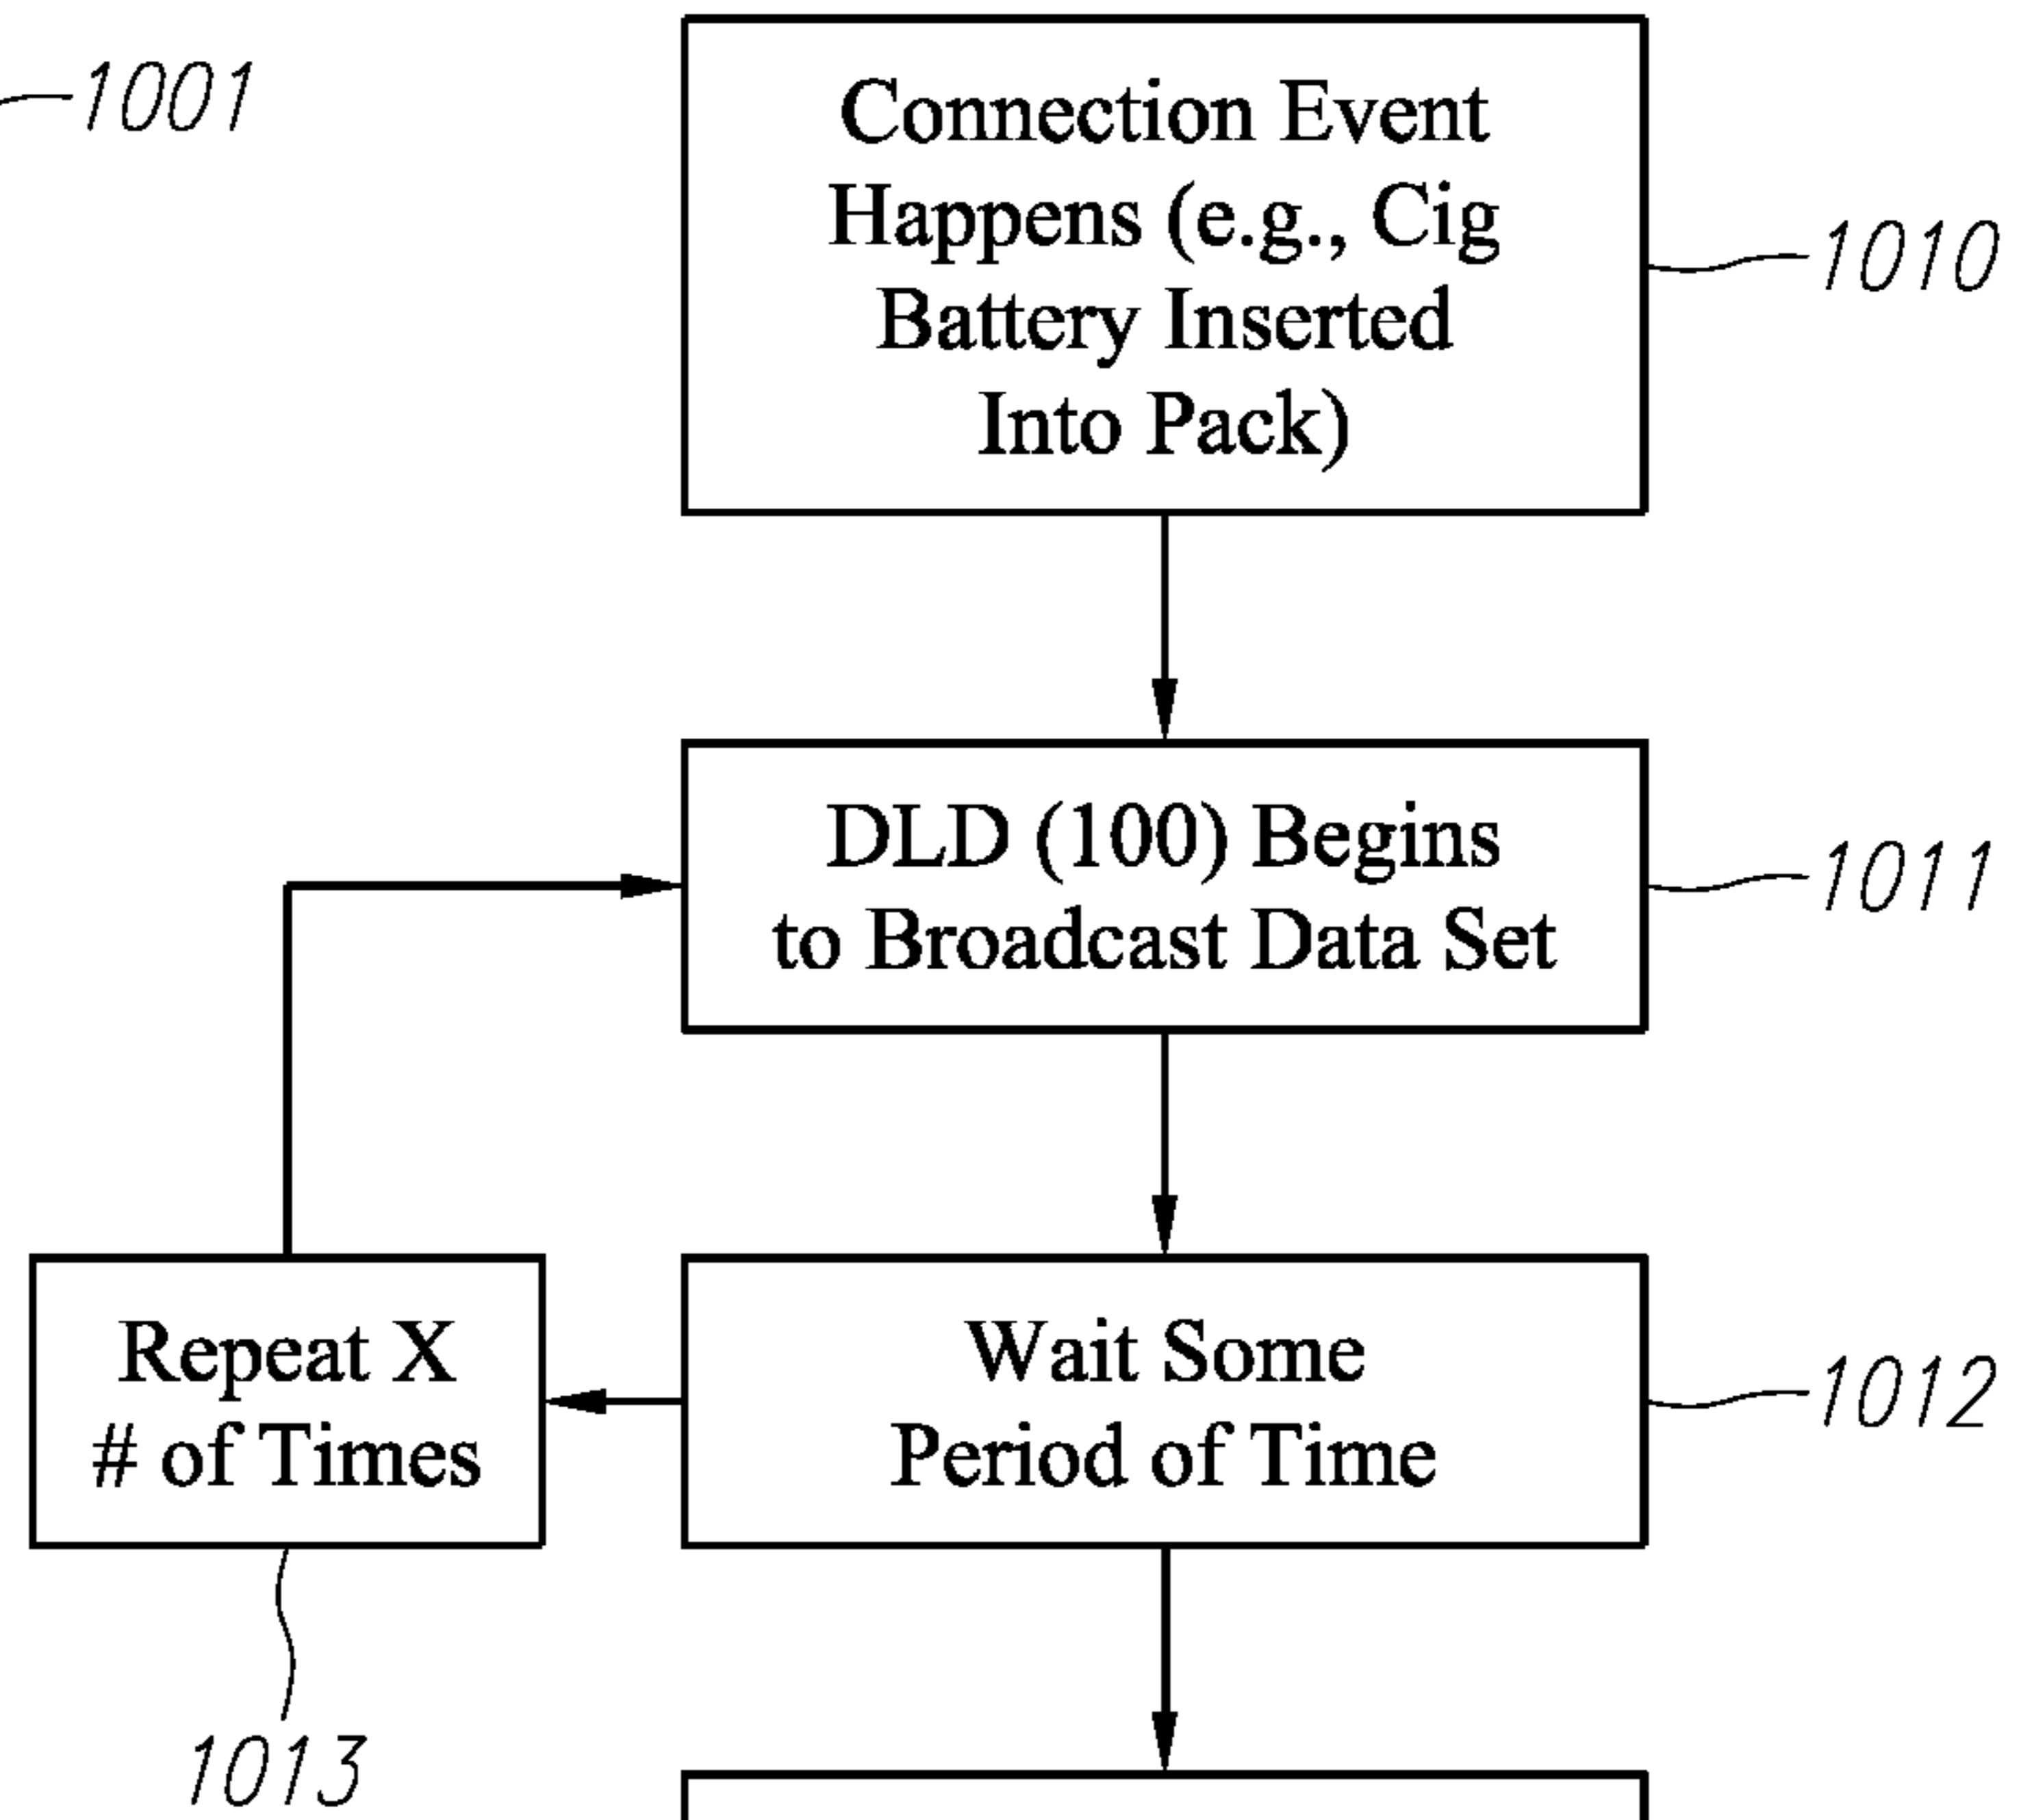 1001
Connection Event
Happens (e.g., Cig
Battery Inserted
Into Pack)
1010
DLD (100) Begins
to Broadcast Data Set
1011
Repeat X
# of Times
Wait Some
Period of Time
1012
1013